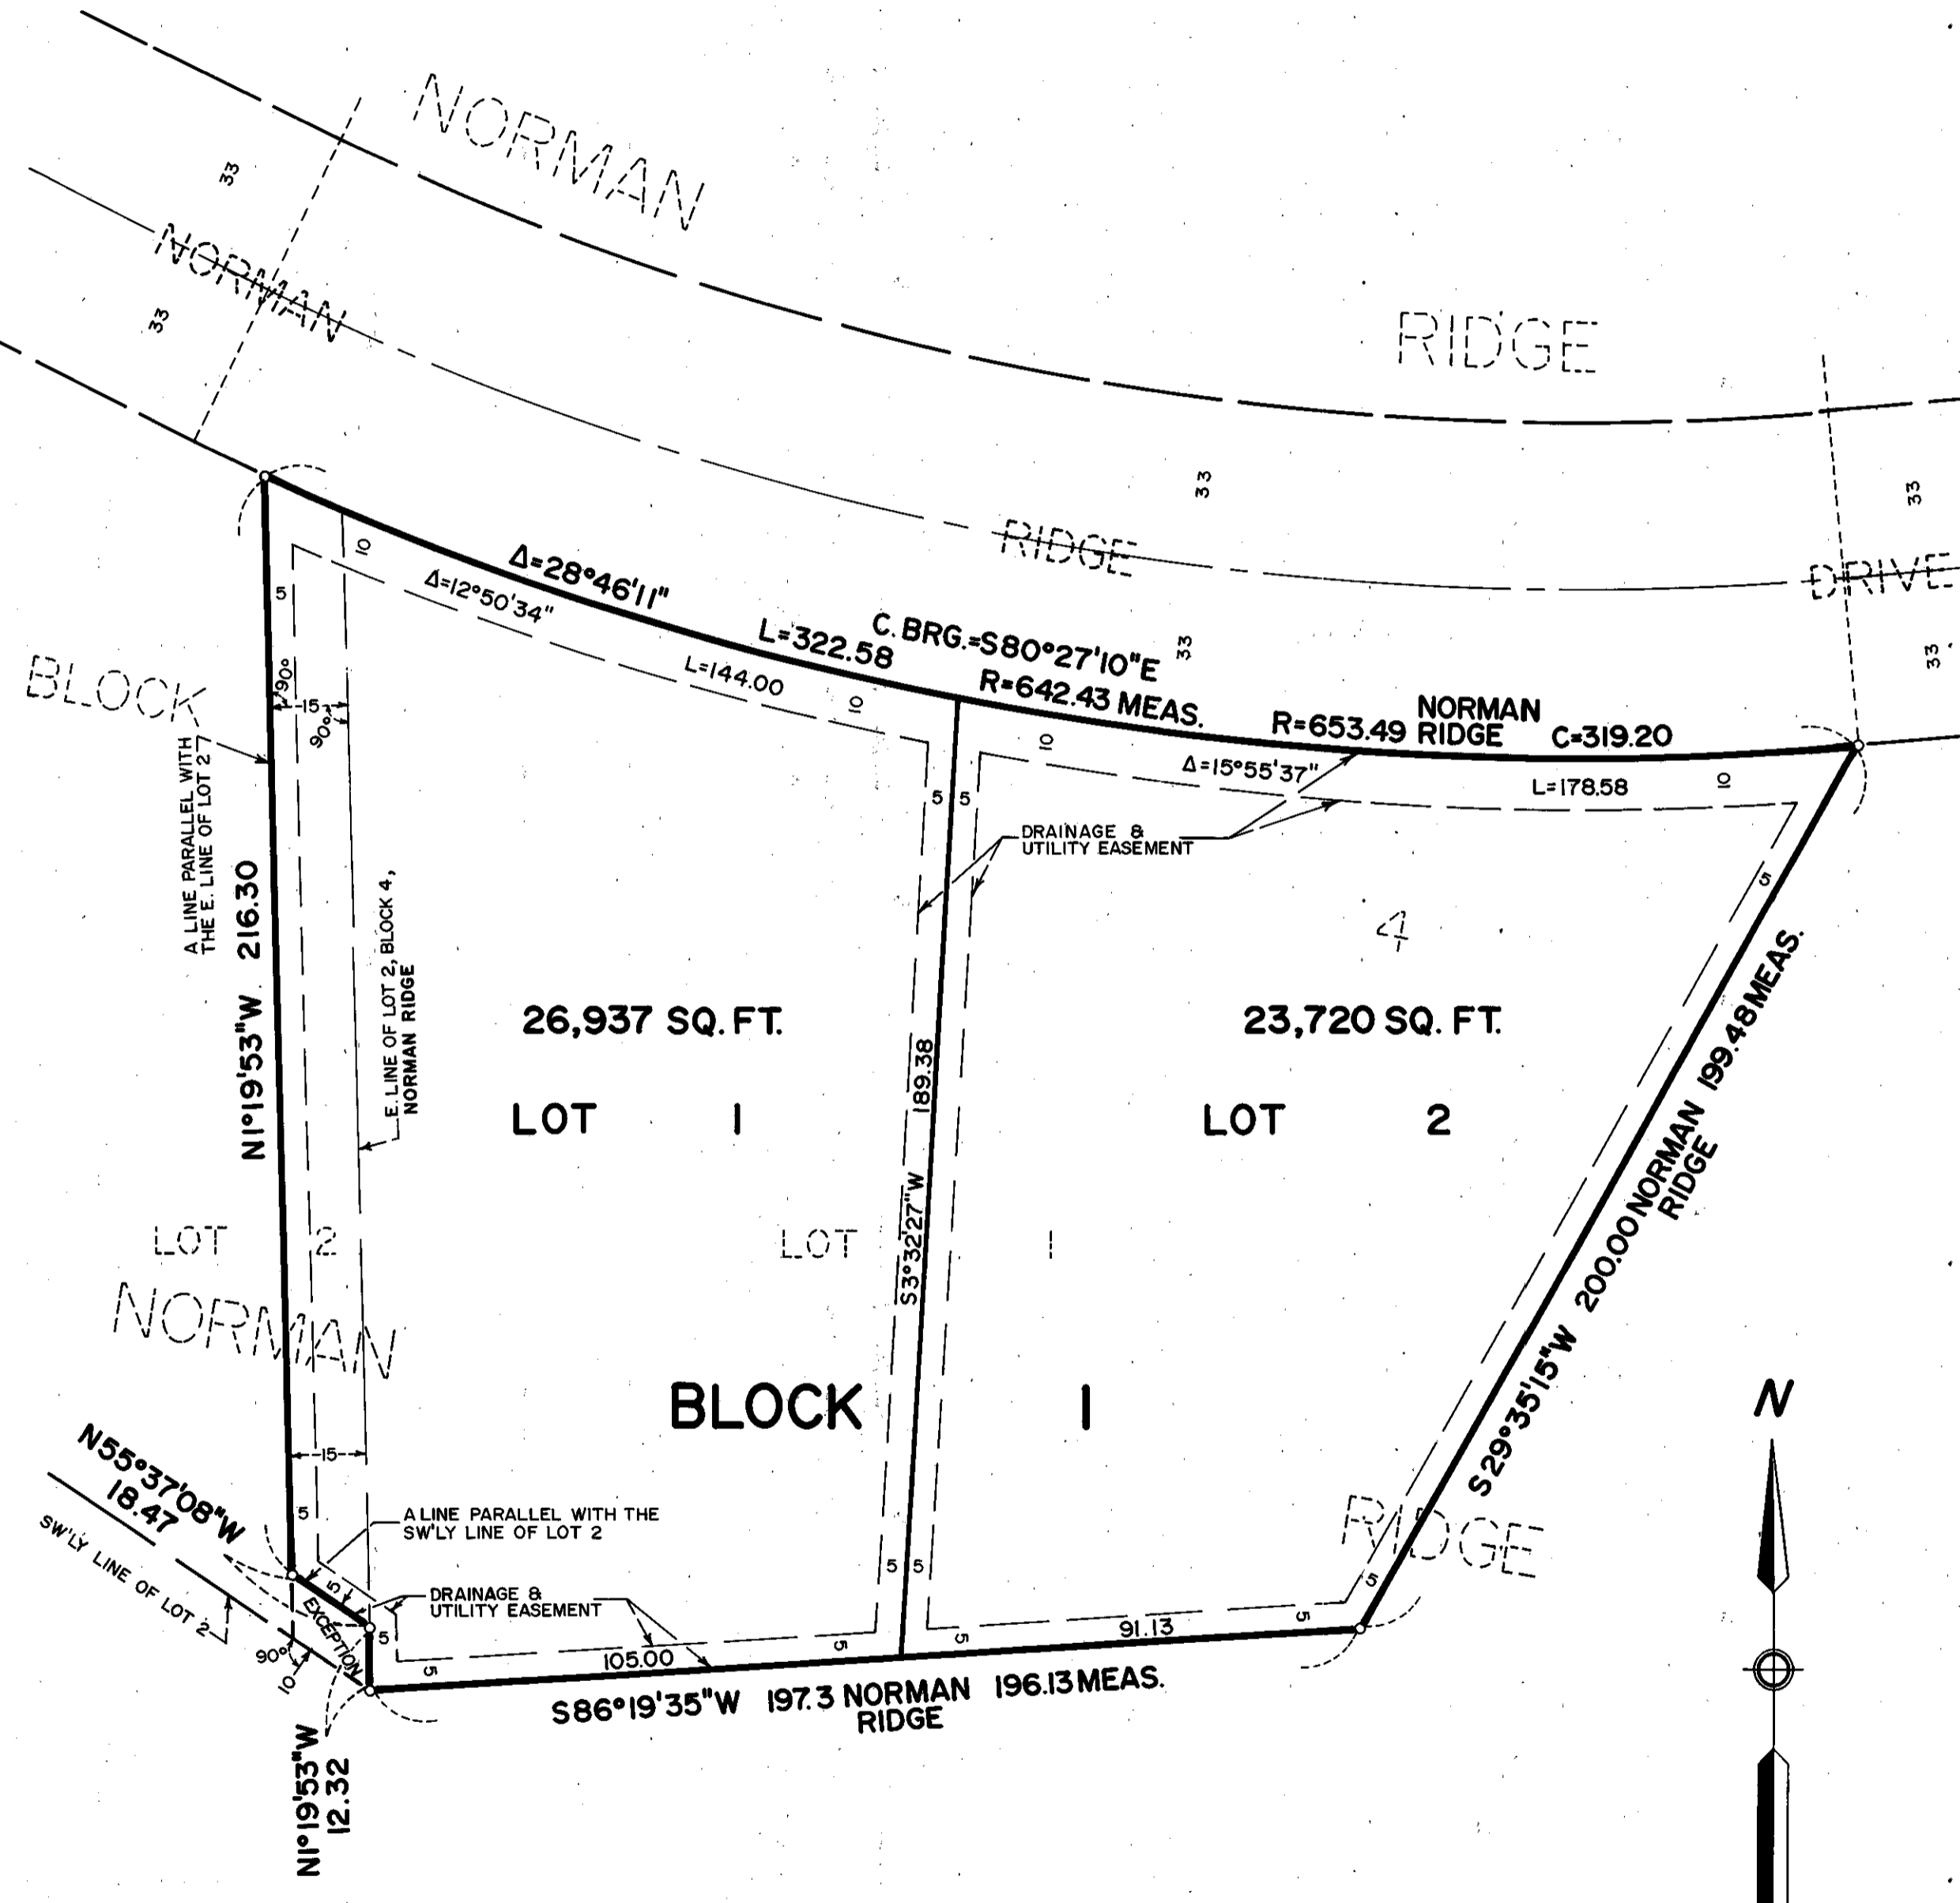 NORMAN
RIDGE
33
NORMAN
33
33
RIDGE
33
DRIVE
33
33
10
Δ=28°46'11"
Δ=12°50'34"
L=322.58
C. BRG.=S80°27'10"E
L=144.00
10
R=642.43 MEAS.
R=653.49 NORMAN RIDGE
C=319.20
10
Δ=15°55'37"
L=178.58
10
5
BLOCK
90°
15
90°
A LINE PARALLEL WITH
THE E. LINE OF LOT 2
5 5
DRAINAGE &
UTILITY EASEMENT
5
4
N1°19'53"W 216.30
E. LINE OF LOT 2, BLOCK 4,
NORMAN RIDGE
26,937 SQ. FT.
23,720 SQ. FT.
LOT 1
LOT 2
189.38
S3°32'27"W
S29°35'15"W 200.00 NORMAN RIDGE 199.48 MEAS.
LOT 2
LOT 1
NORMAN
BLOCK 1
N
RIDGE
N55°37'08"W
18.47
SW'LY LINE OF LOT 2
15
5
A LINE PARALLEL WITH THE
SW'LY LINE OF LOT 2
5
EXCEPTION
DRAINAGE &
UTILITY EASEMENT
5 5
5
5
90°
10
5
5
105.00
5
5
91.13
5
S86°19'35"W 197.3 NORMAN RIDGE 196.13 MEAS.
N1°19'53"W
12.32